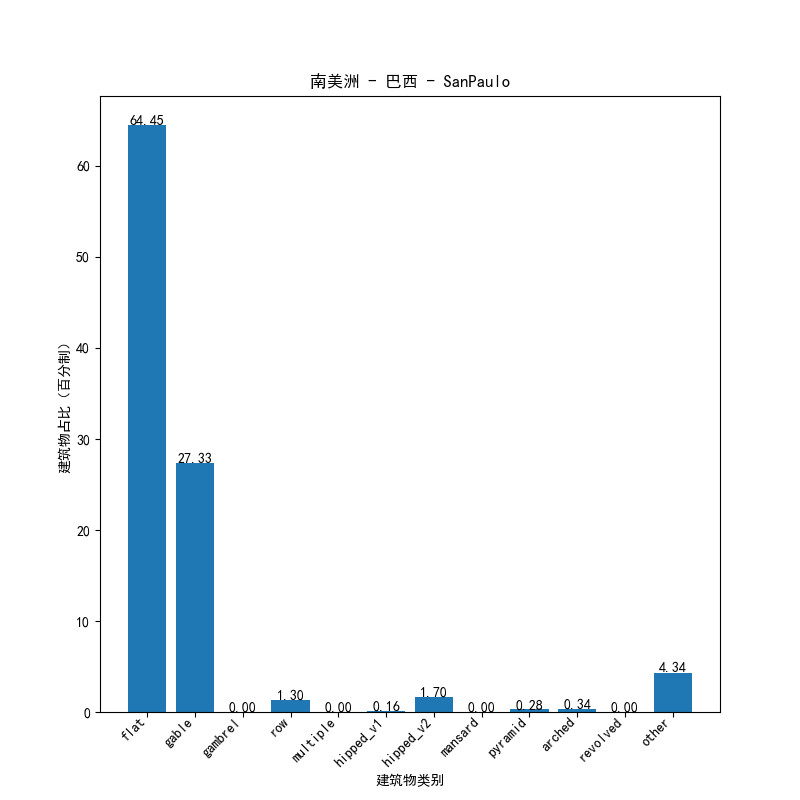 南美洲 - 巴西 - SanPaulo
建筑物占比（百分制）
60
50
40
30
20
10
0
64.45
27.33
0.00
1.30
0.00
0.16
1.70
0.00
0.28
0.34
0.00
4.34
flat
gable
gambrel
row
multiple
hipped_v1
hipped_v2
mansard
pyramid
arched
revolved
other
建筑物类别